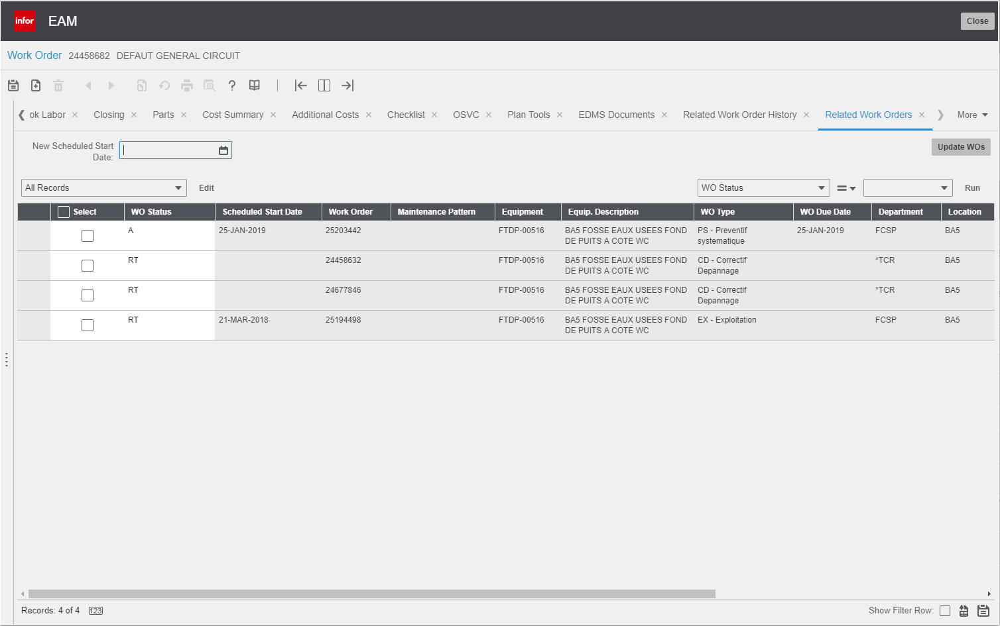 infor EAM Close
Work Order 24458682 DEFAUT GENERAL CIRCUIT
?
ok Labor × Closing × Parts × Cost Summary × Additional Costs × Checklist × OSVC × Plan Tools × EDMS Documents × Related Work Order History × Related Work Orders × More
New Scheduled Start
Date:
Update WOs
All Records Edit WO Status = Run
Select WO Status Scheduled Start Date Work Order Maintenance Pattern Equipment Equip. Description WO Type WO Due Date Department Location
A 25-JAN-2019 25203442 FTDP-00516 BA5 FOSSE EAUX USEES FOND PS - Preventif 25-JAN-2019 FCSP BA5
DE PUITS A COTE WC systematique
RT 24458632 FTDP-00516 BA5 FOSSE EAUX USEES FOND CD - Correctif *TCR BA5
DE PUITS A COTE WC Depannage
RT 24677846 FTDP-00516 BA5 FOSSE EAUX USEES FOND CD - Correctif *TCR BA5
DE PUITS A COTE WC Depannage
RT 21-MAR-2018 25194498 FTDP-00516 BA5 FOSSE EAUX USEES FOND EX - Exploitation FCSP BA5
DE PUITS A COTE WC
Records: 4 of 4 123 Show Filter Row: